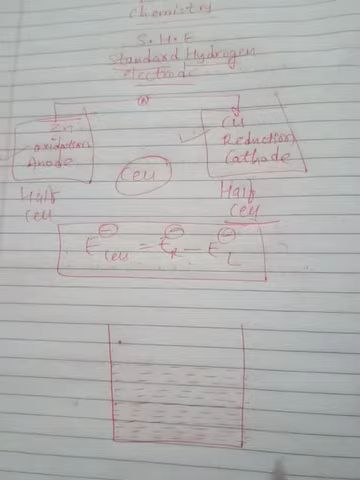 Chemistry
S.H.E
Standard Hydrogen
Electrode
Zn
oxidation
Anode
Cu
Reduction
Cathode
Cell
Half
Cell
Half
Cell
E⊖Cell = E⊖R − E⊖L